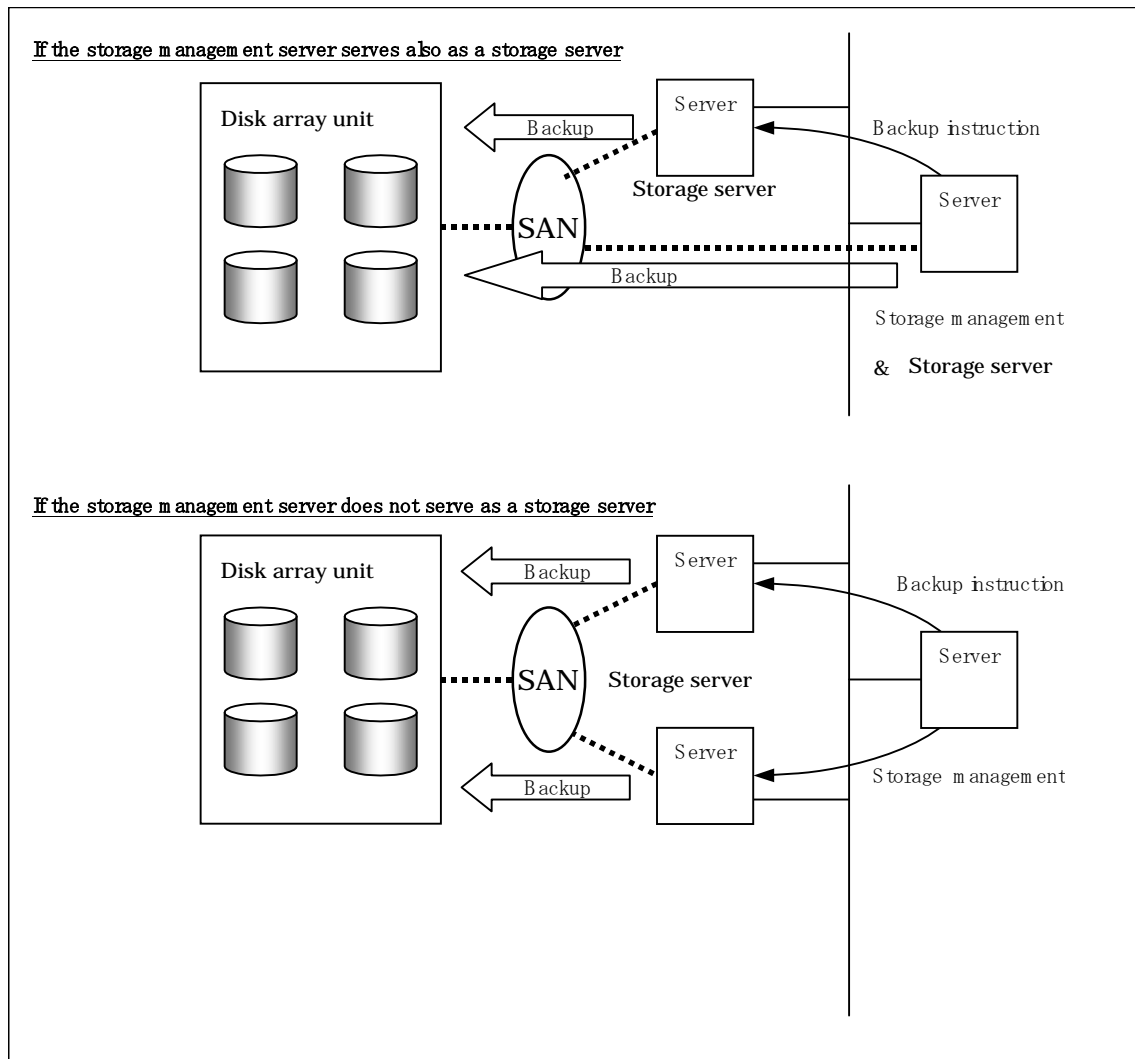 If the storage management server serves also as a storage server
Disk array unit
Backup
Server
Backup instruction
Storage server
Server
SAN
Backup
Storage management
& Storage server
If the storage management server does not serve as a storage server
Disk array unit
Backup
Server
Backup instruction
Server
SAN
Storage server
Server
Backup
Storage management